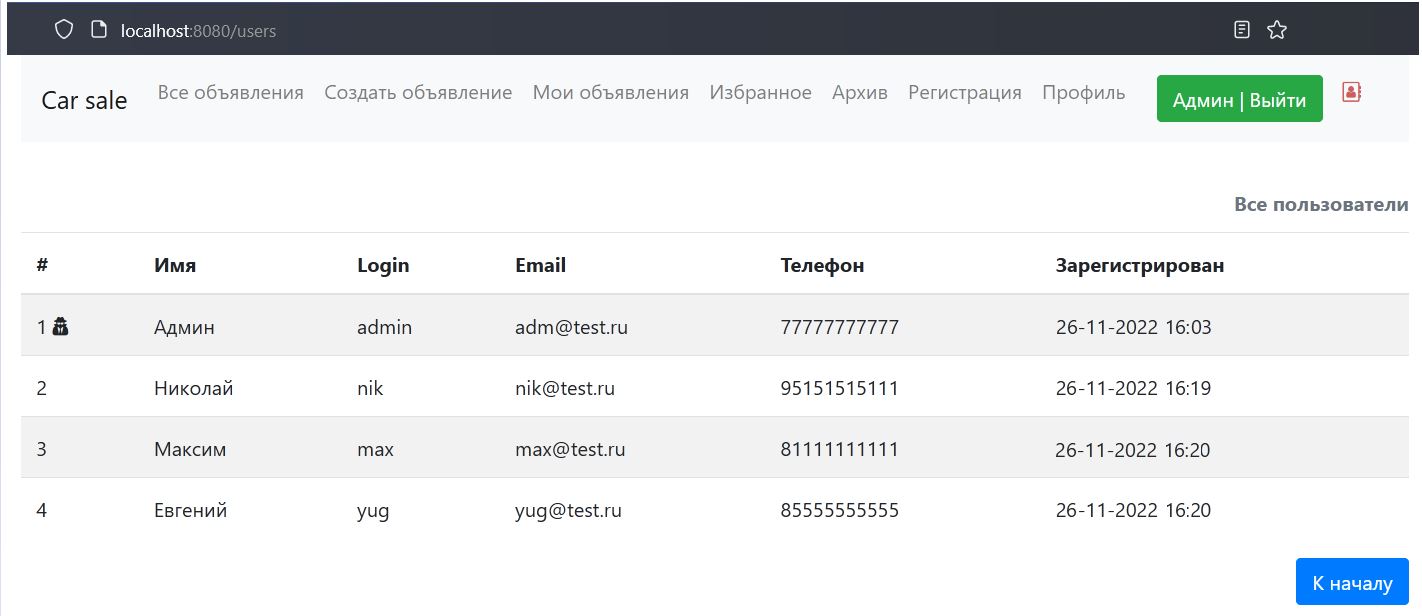 localhost:8080/users
Car sale Все объявления Создать объявление Мои объявления Избранное Архив Регистрация Профиль Админ | Выйти
Все пользователи
# Имя Login Email Телефон Зарегистрирован
1 Админ admin adm@test.ru 77777777777 26-11-2022 16:03
2 Николай nik nik@test.ru 95151515111 26-11-2022 16:19
3 Максим max max@test.ru 81111111111 26-11-2022 16:20
4 Евгений yug yug@test.ru 85555555555 26-11-2022 16:20
К началу